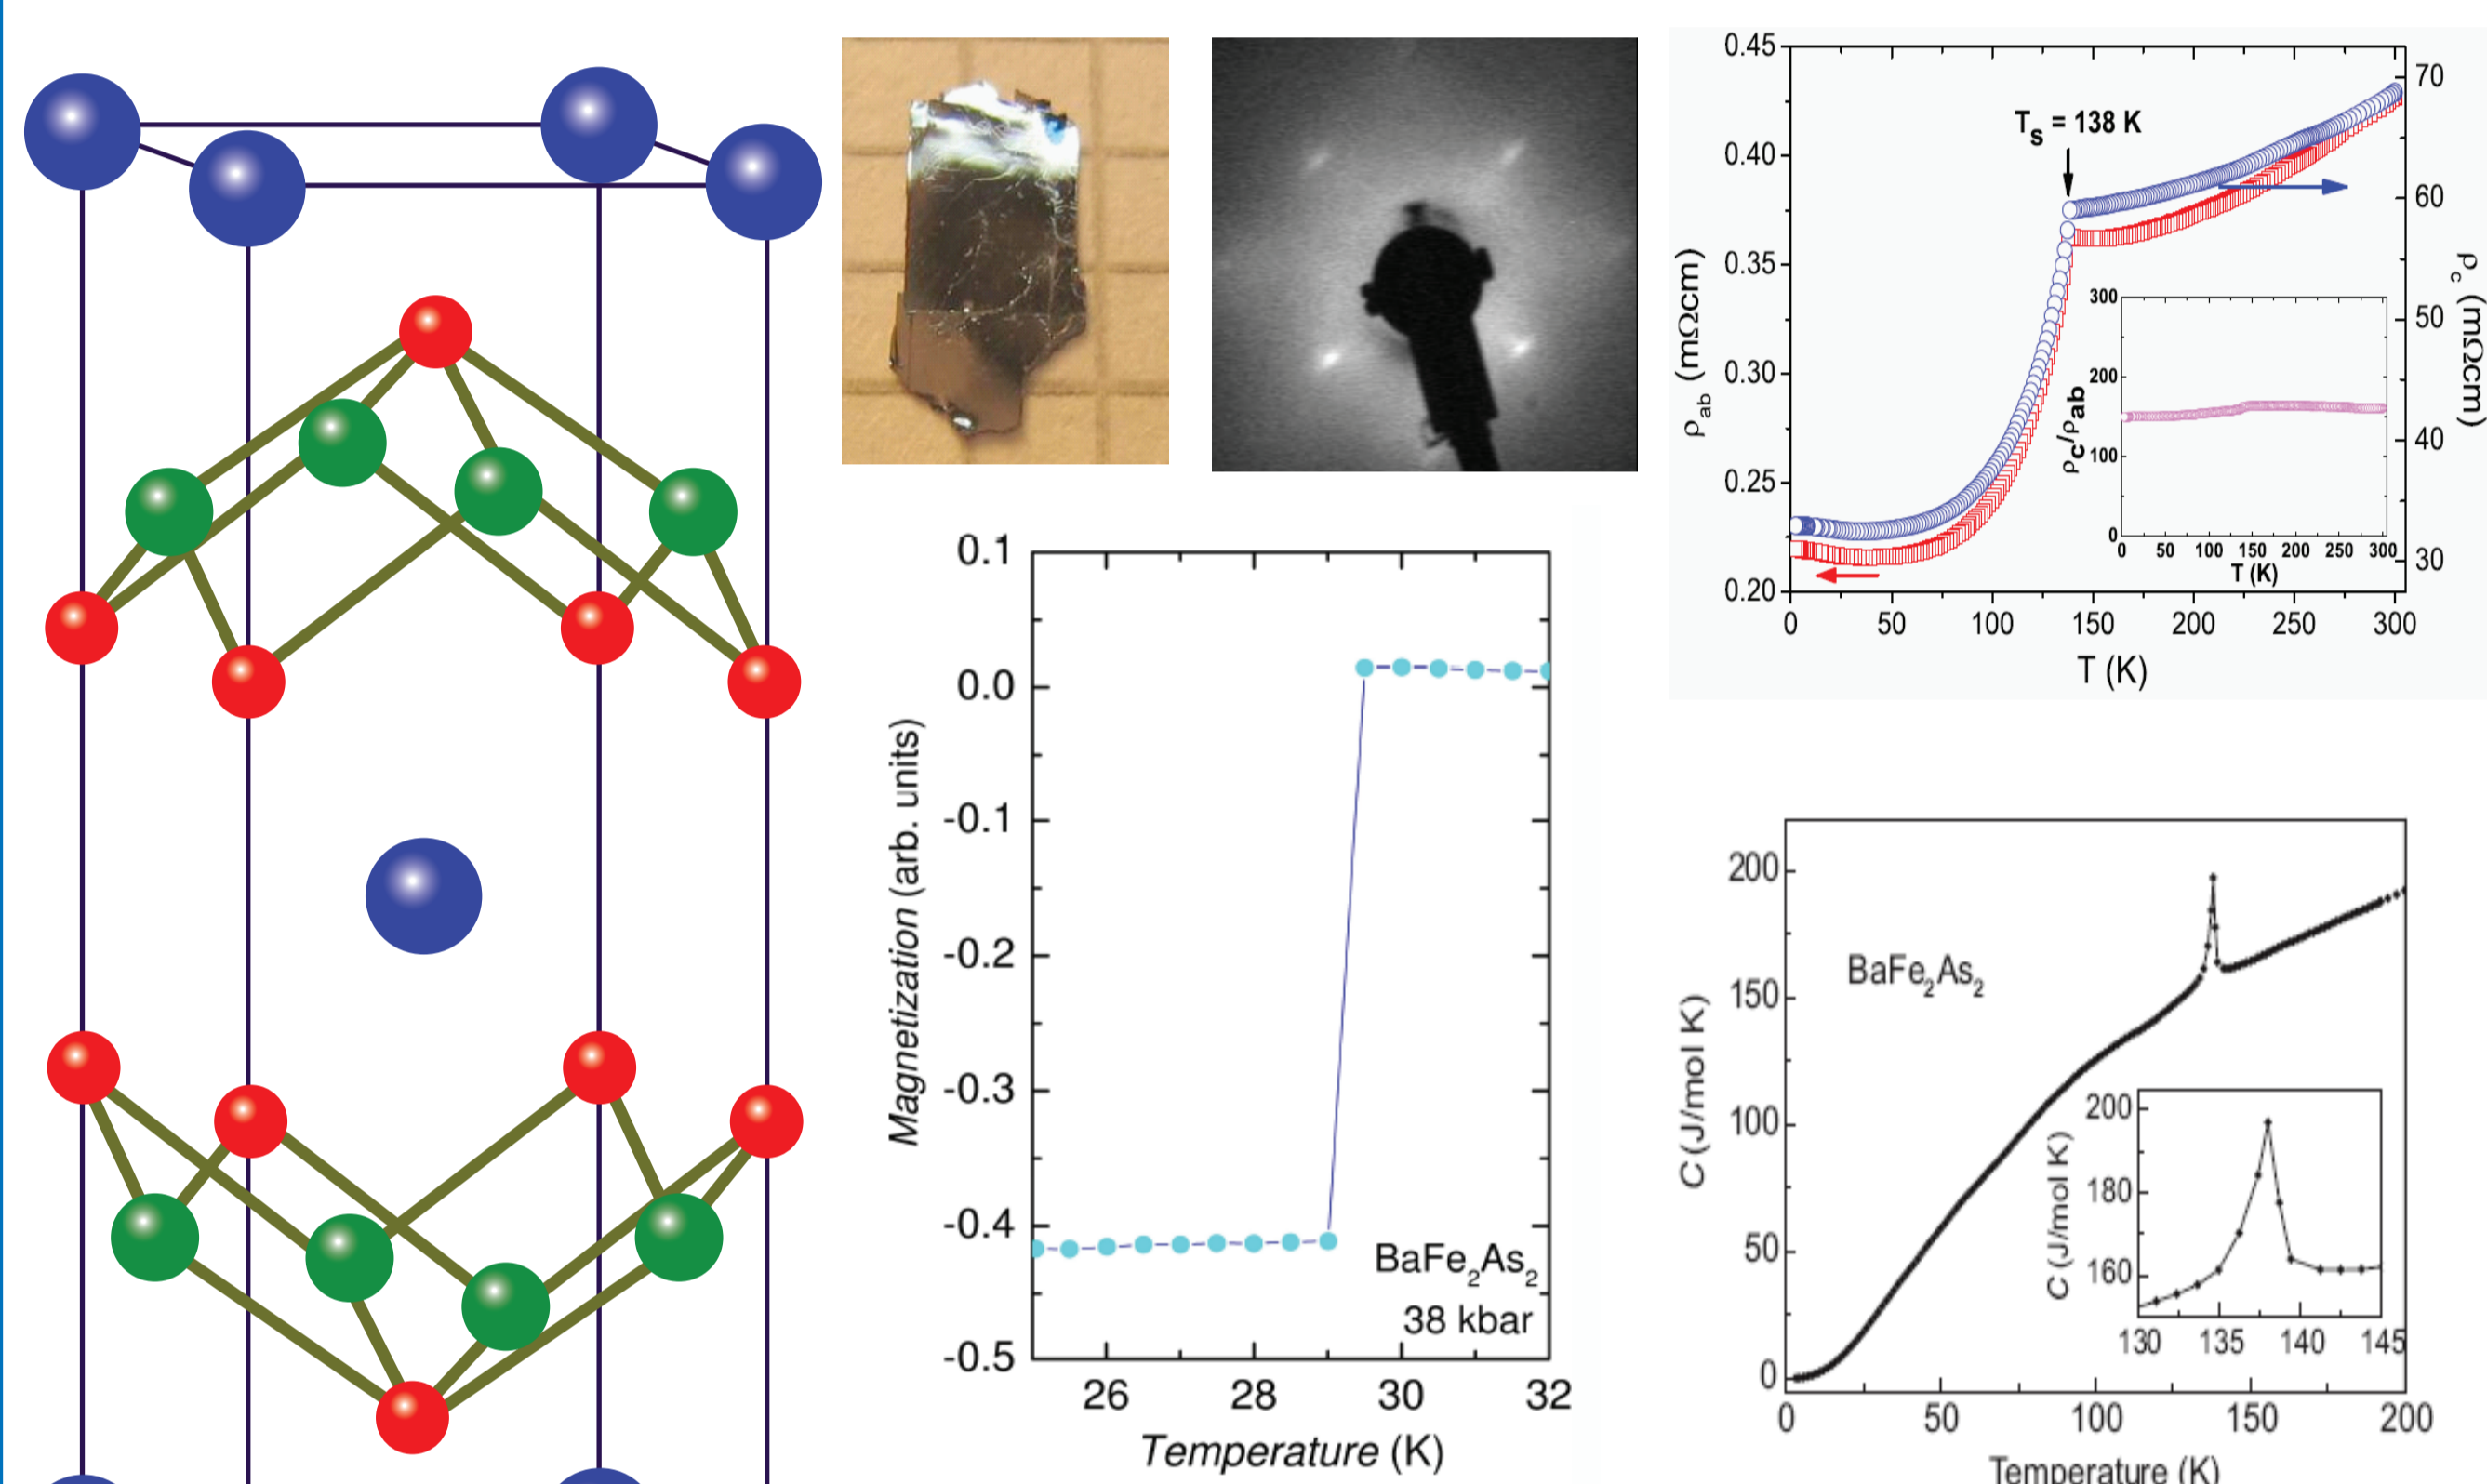 0.45
0.40
0.35
0.30
0.25
0.20
ρab (mΩcm)
Ts = 138 K
70
60
50
40
30
ρc (mΩcm)
300
200
100
0
ρc/ρab
0 50 100 150 200 250 300
T (K)
0 50 100 150 200 250 300
T (K)
0.1
0.0
-0.1
-0.2
-0.3
-0.4
-0.5
Magnetization (arb. units)
BaFe2As2
38 kbar
26 28 30 32
Temperature (K)
200
150
100
50
0
C (J/mol K)
BaFe2As2
200
180
160
C (J/mol K)
130 135 140 145
0 50 100 150 200
Temperature (K)